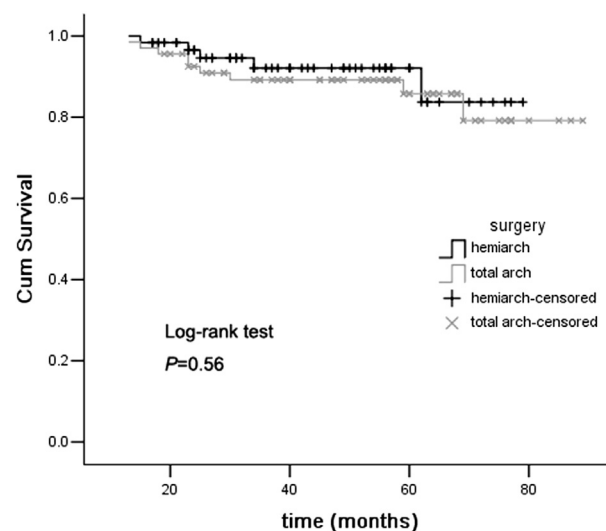 1.0
0.8
0.6
0.4
0.2
0.0
Cum Survival
surgery
hemiarch
total arch
hemiarch-censored
total arch-censored
Log-rank test
P=0.56
20 40 60 80
time (months)